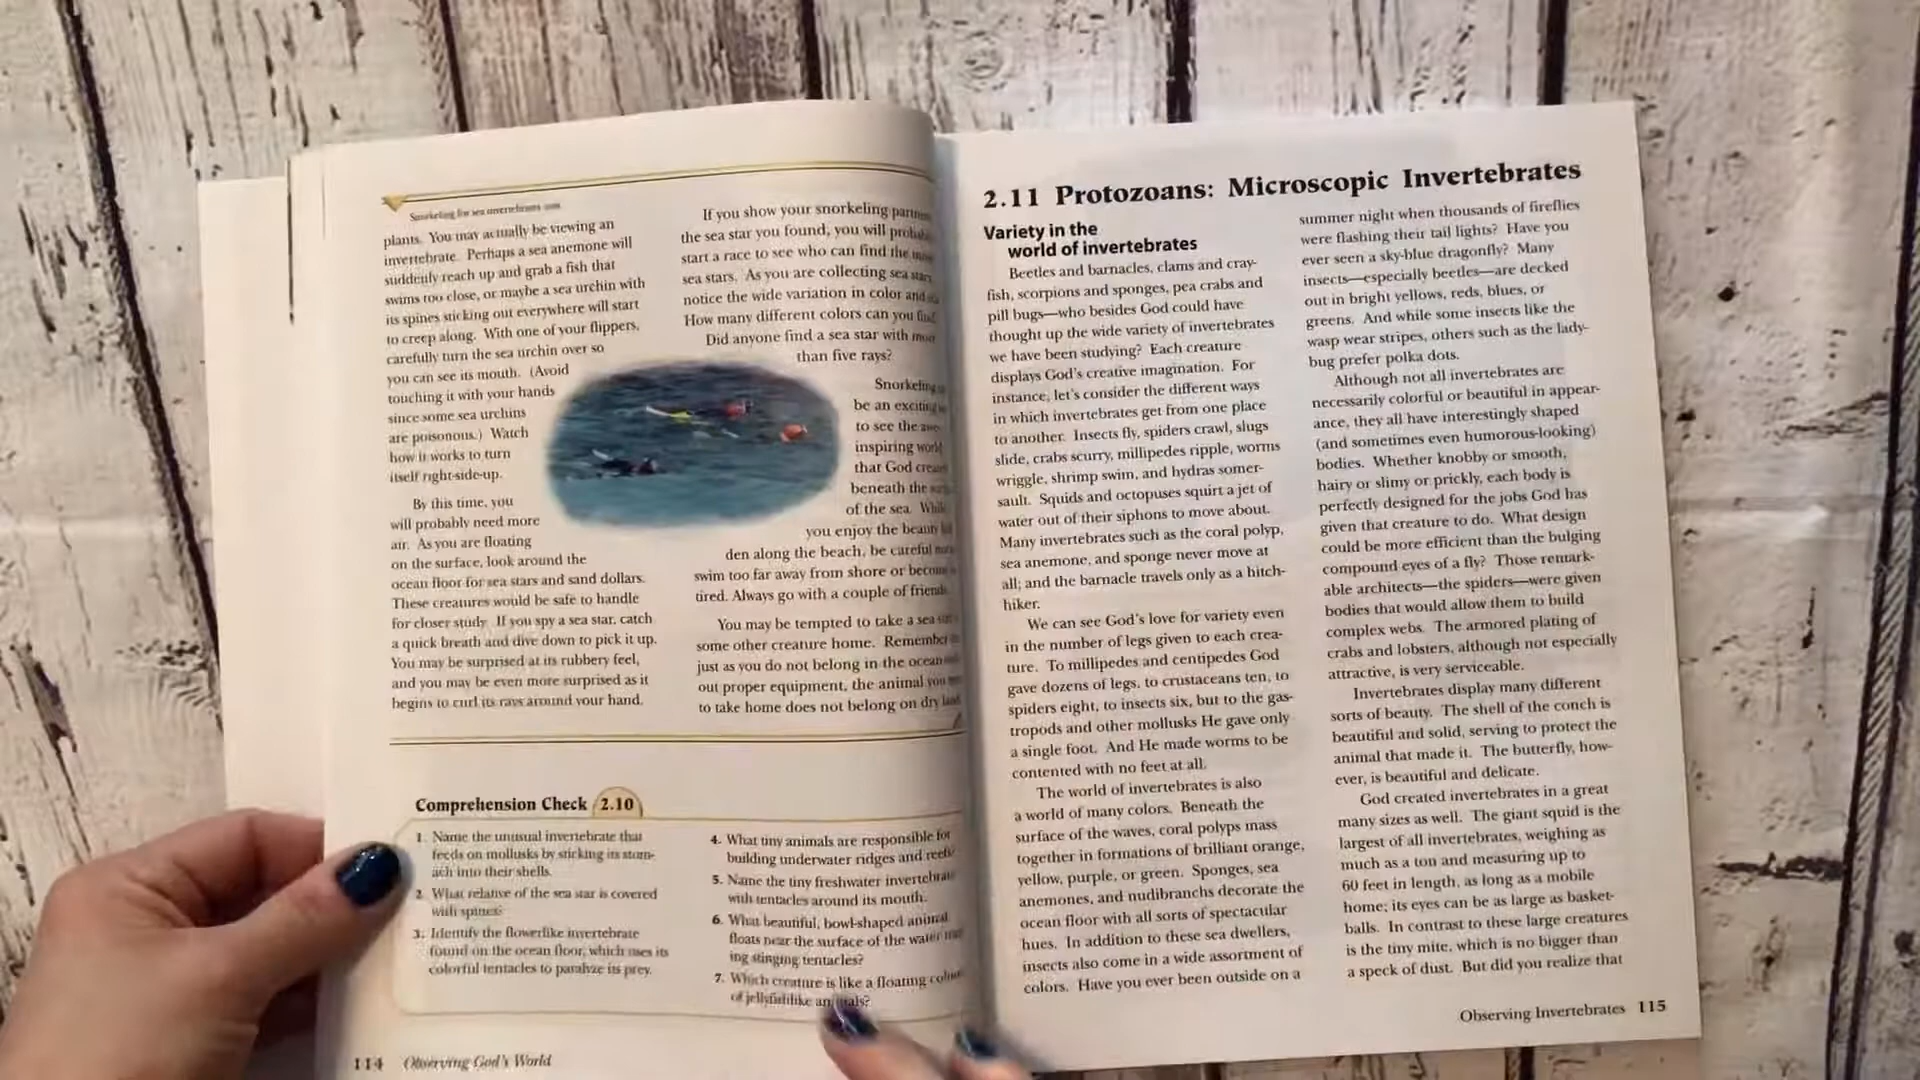 Snorkeling for sea invertebrates
plants. You may actually be viewing an
invertebrate. Perhaps a sea anemone will
suddenly reach up and grab a fish that
swims too close, or maybe a sea urchin with
its spines sticking out everywhere will start
to creep along. With one of your flippers,
carefully turn the sea urchin over so
you can see its mouth. (Avoid
touching it with your hands
since some sea urchins
are poisonous.) Watch
how it works to turn
itself right-side-up.
By this time, you
will probably need more
air. As you are floating
on the surface, look around the
ocean floor for sea stars and sand dollars.
These creatures would be safe to handle
for closer study. If you spy a sea star, catch
a quick breath and dive down to pick it up.
You may be surprised at its rubbery feel,
and you may be even more surprised as it
begins to curl its rays around your hand.
If you show your snorkeling
the sea star you found, you will
start a race to see who can find the
sea stars. As you are collecting sea
notice the wide variation in color and
How many different colors can you
Did anyone find a sea star with
than five rays?
Snorkeling
be an exciting
to see the
inspiring world
that God
beneath the
of the sea. While
you enjoy the beauty
den along the beach, be careful
swim too far away from shore or
tired. Always go with a couple of friends.
You may be tempted to take a sea
some other creature home. Remember
just as you do not belong in the ocean
out proper equipment, the animal you
to take home does not belong on dry land.
Comprehension Check 2.10
1. Name the unusual invertebrate that
feeds on mollusks by sticking its stom-
ach into their shells.
2. What relative of the sea star is covered
with spines?
3. Identify the flowerlike invertebrate
found on the ocean floor, which uses its
colorful tentacles to paralyze its prey.
4. What tiny animals are responsible for
building underwater ridges and reefs?
5. Name the tiny freshwater invertebrate
with tentacles around its mouth.
6. What beautiful, bowl-shaped animal
floats near the surface of the water
ing stinging tentacles?
7. Which creature is like a floating
of jellyfishlike animals?
114 Observing God's World
2.11 Protozoans: Microscopic Invertebrates
Variety in the
world of invertebrates
Beetles and barnacles, clams and cray-
fish, scorpions and sponges, pea crabs and
pill bugs—who besides God could have
thought up the wide variety of invertebrates
we have been studying? Each creature
displays God's creative imagination. For
instance, let's consider the different ways
in which invertebrates get from one place
to another. Insects fly, spiders crawl, slugs
slide, crabs scurry, millipedes ripple, worms
wriggle, shrimp swim, and hydras somer-
sault. Squids and octopuses squirt a jet of
water out of their siphons to move about.
Many invertebrates such as the coral polyp,
sea anemone, and sponge never move at
all; and the barnacle travels only as a hitch-
hiker.
We can see God's love for variety even
in the number of legs given to each crea-
ture. To millipedes and centipedes God
gave dozens of legs, to crustaceans ten, to
spiders eight, to insects six, but to the gas-
tropods and other mollusks He gave only
a single foot. And He made worms to be
contented with no feet at all.
The world of invertebrates is also
a world of many colors. Beneath the
surface of the waves, coral polyps mass
together in formations of brilliant orange,
yellow, purple, or green. Sponges, sea
anemones, and nudibranchs decorate the
ocean floor with all sorts of spectacular
hues. In addition to these sea dwellers,
insects also come in a wide assortment of
colors. Have you ever been outside on a
summer night when thousands of fireflies
were flashing their tail lights? Have you
ever seen a sky-blue dragonfly? Many
insects—especially beetles—are decked
out in bright yellows, reds, blues, or
greens. And while some insects like the
wasp wear stripes, others such as the lady-
bug prefer polka dots.
Although not all invertebrates are
necessarily colorful or beautiful in appear-
ance, they all have interestingly shaped
(and sometimes even humorous-looking)
bodies. Whether knobby or smooth,
hairy or slimy or prickly, each body is
perfectly designed for the jobs God has
given that creature to do. What design
could be more efficient than the bulging
compound eyes of a fly? Those remark-
able architects—the spiders—were given
bodies that would allow them to build
complex webs. The armored plating of
crabs and lobsters, although not especially
attractive, is very serviceable.
Invertebrates display many different
sorts of beauty. The shell of the conch is
beautiful and solid, serving to protect the
animal that made it. The butterfly, how-
ever, is beautiful and delicate.
God created invertebrates in a great
many sizes as well. The giant squid is the
largest of all invertebrates, weighing as
much as a ton and measuring up to
60 feet in length, as long as a mobile
home; its eyes can be as large as basket-
balls. In contrast to these large creatures
is the tiny mite, which is no bigger than
a speck of dust. But did you realize that
Observing Invertebrates 115